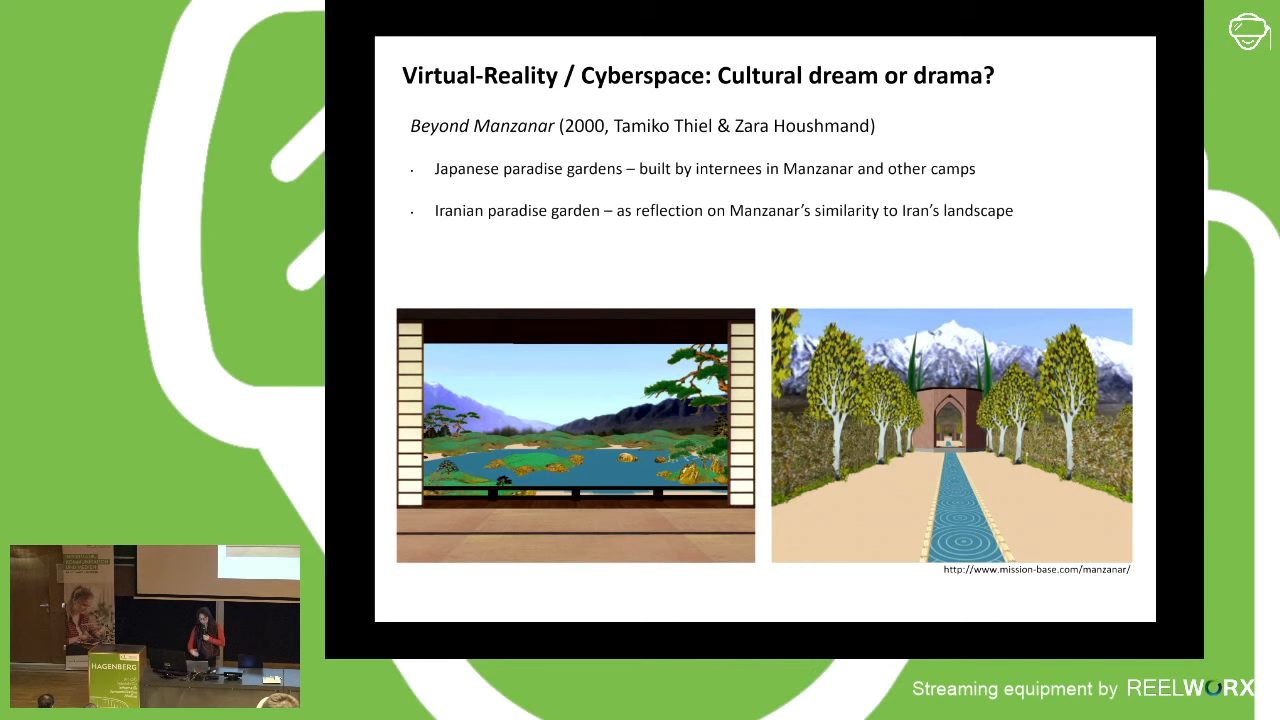 Virtual-Reality / Cyberspace: Cultural dream or drama?
Beyond Manzanar (2000, Tamiko Thiel & Zara Houshmand)
· Japanese paradise gardens – built by internees in Manzanar and other camps
· Iranian paradise garden – as reflection on Manzanar's similarity to Iran's landscape
http://www.mission-base.com/manzanar/
HAGENBERG
Streaming equipment by REELWORX